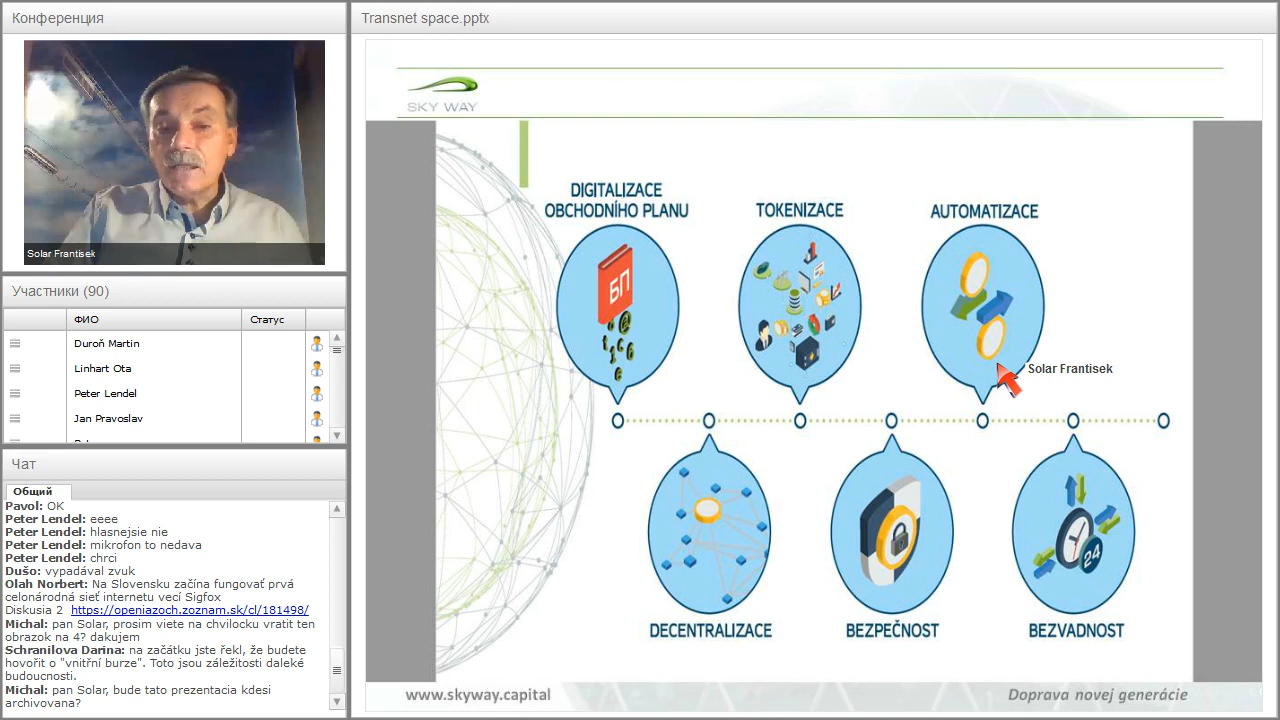 Конференция
Solar Frantisek
Участники (90)
ФИО
Статус
Duroň Martin
Linhart Ota
Peter Lendel
Jan Pravoslav
Чат
Общий
Pavol: OK
Peter Lendel: eeee
Peter Lendel: hlasnejsie nie
Peter Lendel: mikrofon to nedava
Peter Lendel: chrci
Dušo: vypadával zvuk
Olah Norbert: Na Slovensku začína fungovať prvá
celonárodná sieť internetu vecí Sigfox
Diskusia 2 https://openiazoch.zoznam.sk/cl/181498/
Michal: pan Solar, prosim viete na chvilocku vratit ten
obrazok na 4? dakujem
Schranilova Darina: na začátku jste řekl, že budete
hovořit o "vnitřní burze". Toto jsou záležitosti daleké
budoucnosti.
Michal: pan Solar, bude tato prezentacia kdesi
archivovana?
Transnet space.pptx
SKY WAY
DIGITALIZACE
OBCHODNÍHO PLANU
TOKENIZACE
AUTOMATIZACE
БП
Solar Frantisek
24
DECENTRALIZACE
BEZPEČNOST
BEZVADNOST
www.skyway.capital
Doprava novej generácie